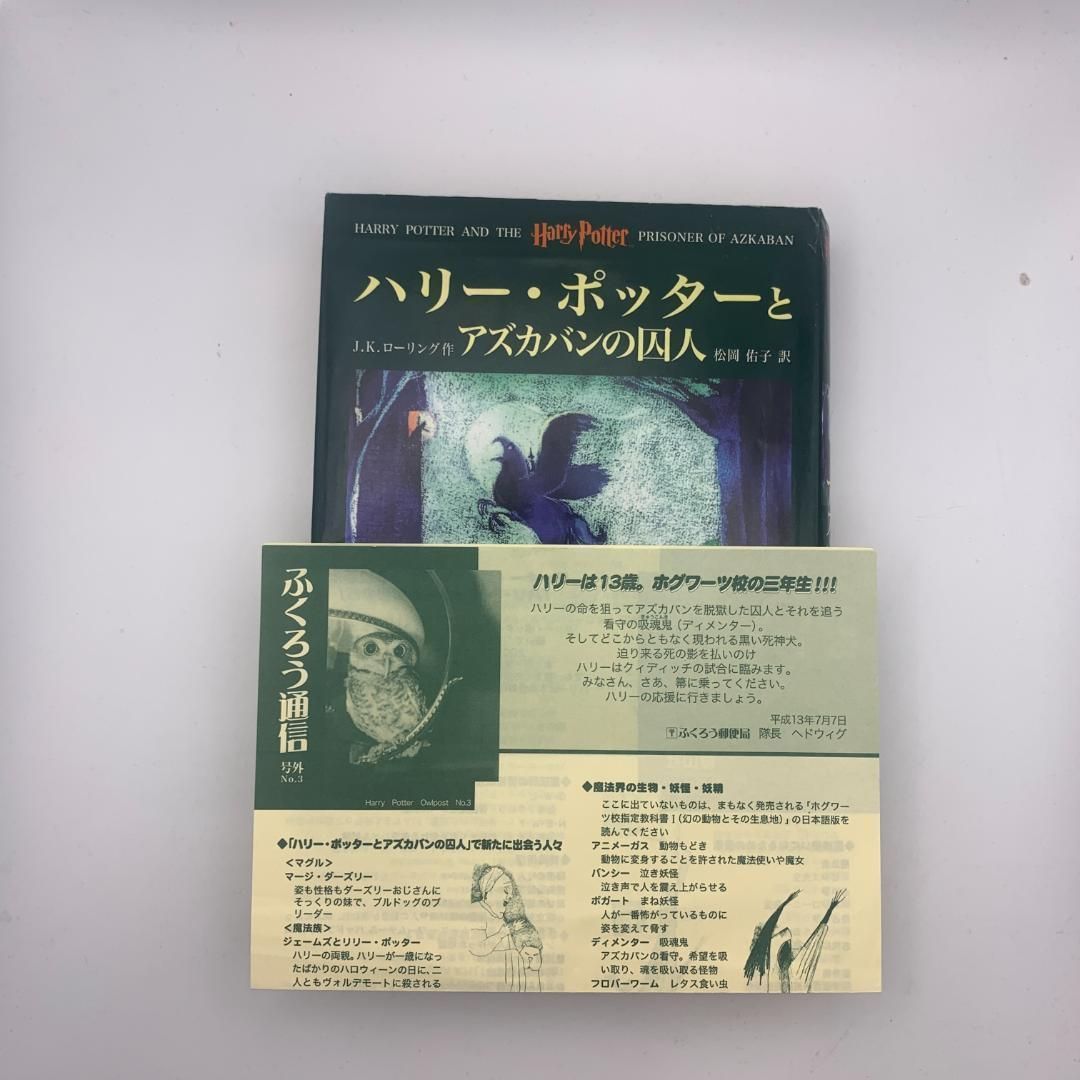 HARRY POTTER AND THE Harry Potter PRISONER OF AZKABAN
ハリー・ポッターと
J.K.ローリング作 アズカバンの囚人 松岡 佑子 訳
ふくろう通信
号外
No.3
Harry Potter Owlpost No.3
ハリーは13歳。ホグワーツ校の三年生!!!
ハリーの命を狙ってアズカバンを脱獄した囚人とそれを追う
看守の吸魂鬼(ディメンター)。
そしてどこからともなく現われる黒い死神犬。
迫り来る死の影を払いのけ
ハリーはクィディッチの試合に臨みます。
みなさん、さあ、箒に乗ってください。
ハリーの応援に行きましょう。
平成13年7月7日
ふくろう郵便局 隊長 ヘドウィグ
◆「ハリー・ポッターとアズカバンの囚人」で新たに出会う人々
<マグル>
マージ・ダーズリー
姿も性格もダーズリーおじさんに
そっくりの妹で、ブルドッグのブ
リーダー
<魔法族>
ジェームズとリリー・ポッター
ハリーの両親。ハリーが一歳になっ
たばかりのハロウィーンの日に、二
人ともヴォルデモートに殺される
◆魔法界の生物・妖怪・妖精
ここに出ていないものは、まもなく発売される「ホグワー
ツ校指定教科書Ⅰ(幻の動物とその生息地)」の日本語版を
読んでください
アニメーガス 動物もどき
動物に変身することを許された魔法使いや魔女
バンシー 泣き妖怪
泣き声で人を震え上がらせる
ボガート まね妖怪
人が一番怖がっているものに
姿を変えて脅す
ディメンター 吸魂鬼
アズカバンの看守。希望を吸
い取り、魂を吸い取る怪物
フロバーワーム レタス食い虫